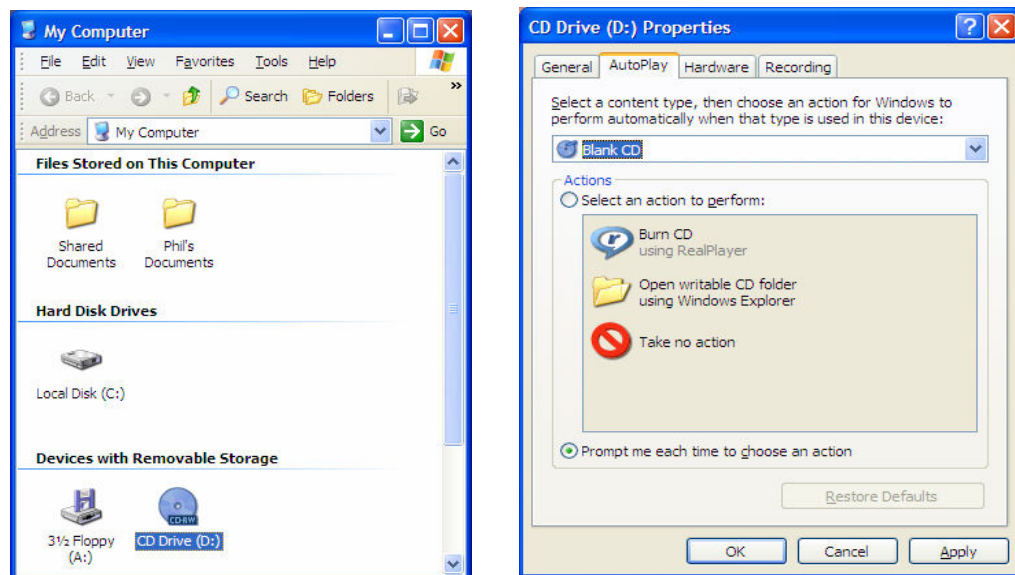 My Computer
File Edit View Favorites Tools Help
Back Search Folders »
Address My Computer Go
Files Stored on This Computer
Shared
Documents
Phil's
Documents
Hard Disk Drives
Local Disk (C:)
Devices with Removable Storage
CD-RW
3½ Floppy
(A:)
CD Drive (D:)
CD Drive (D:) Properties
General AutoPlay Hardware Recording
Select a content type, then choose an action for Windows to
perform automatically when that type is used in this device:
Blank CD
Actions
Select an action to perform:
Burn CD
using RealPlayer
Open writable CD folder
using Windows Explorer
Take no action
Prompt me each time to choose an action
Restore Defaults
OK Cancel Apply